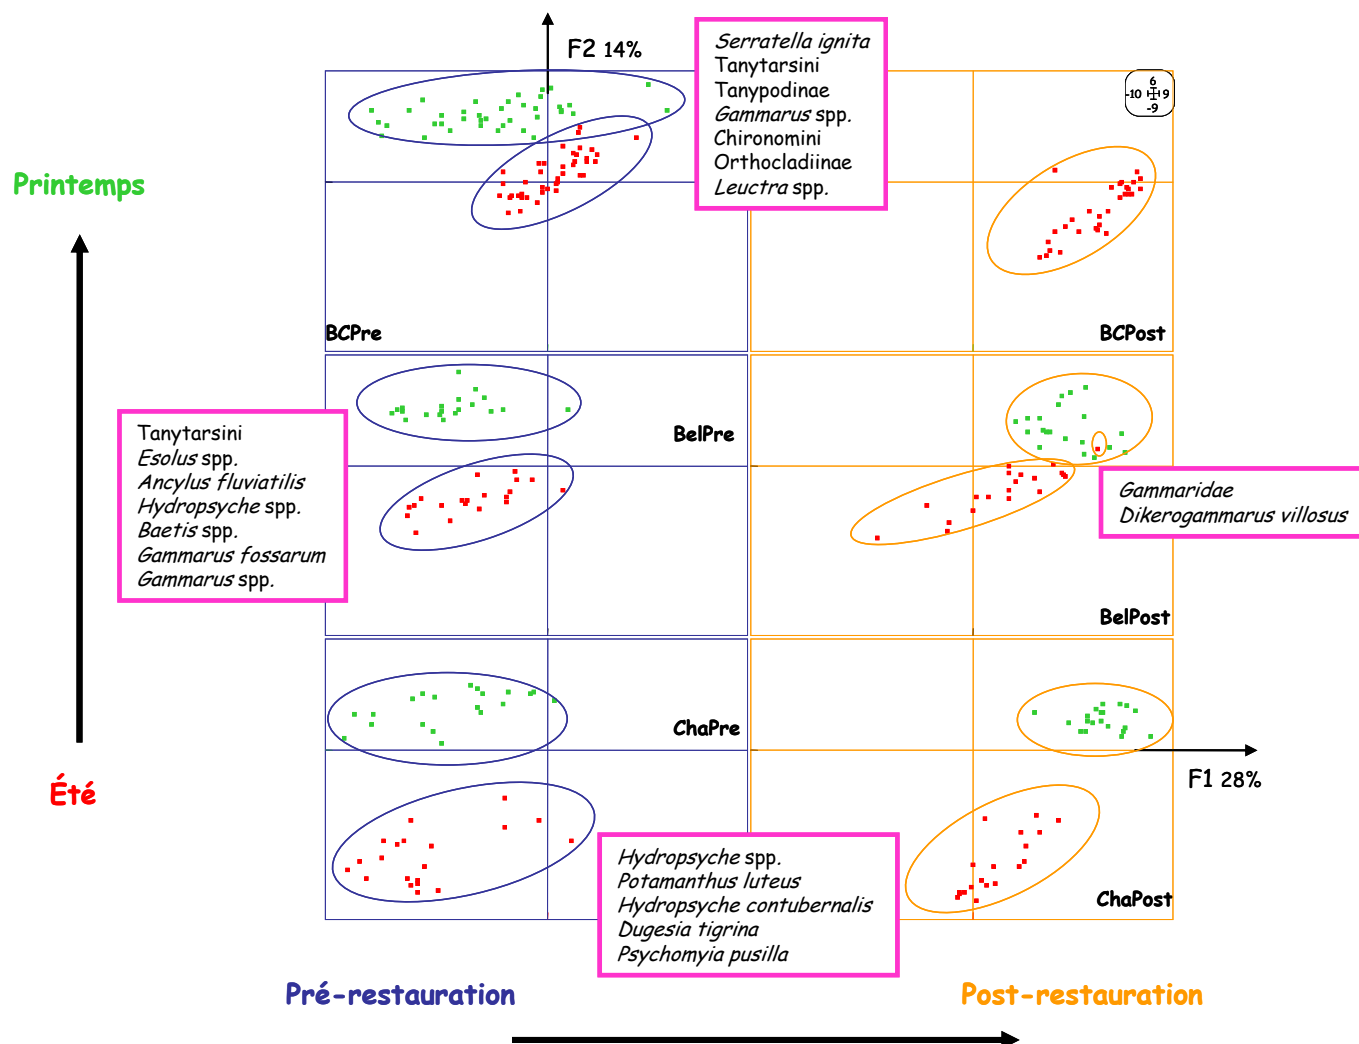 F2 14%
Serratella ignita
Tanytarsini
Tanypodinae
Gammarus spp.
Chironomini
Orthocladiinae
Leuctra spp.
6
-10 9
-9
Printemps
BCPre
BCPost
BelPre
Tanytarsini
Esolus spp.
Ancylus fluviatilis
Hydropsyche spp.
Baetis spp.
Gammarus fossarum
Gammarus spp.
Gammaridae
Dikerogammarus villosus
BelPost
ChaPre
F1 28%
Été
Hydropsyche spp.
Potamanthus luteus
Hydropsyche contubernalis
Dugesia tigrina
Psychomyia pusilla
ChaPost
Pré-restauration
Post-restauration